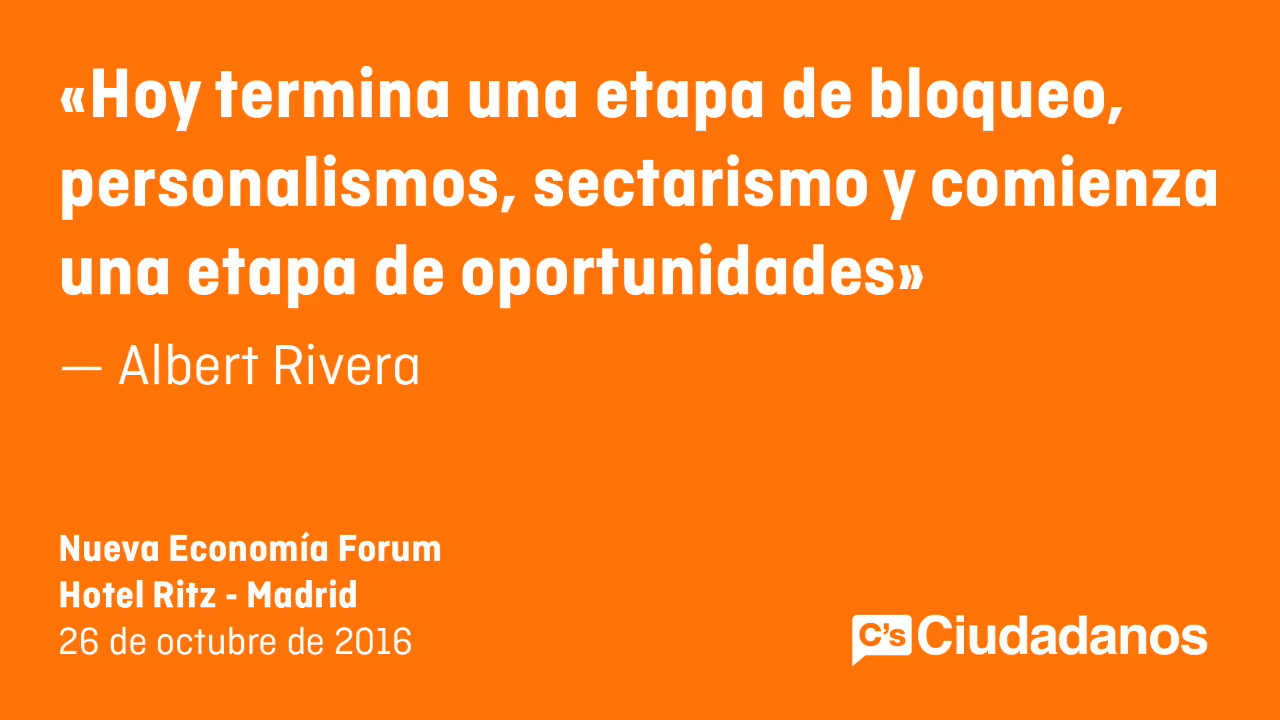 «Hoy termina una etapa de bloqueo,
personalismos, sectarismo y comienza
una etapa de oportunidades»
— Albert Rivera
Nueva Economía Forum
Hotel Ritz - Madrid
26 de octubre de 2016
C's Ciudadanos